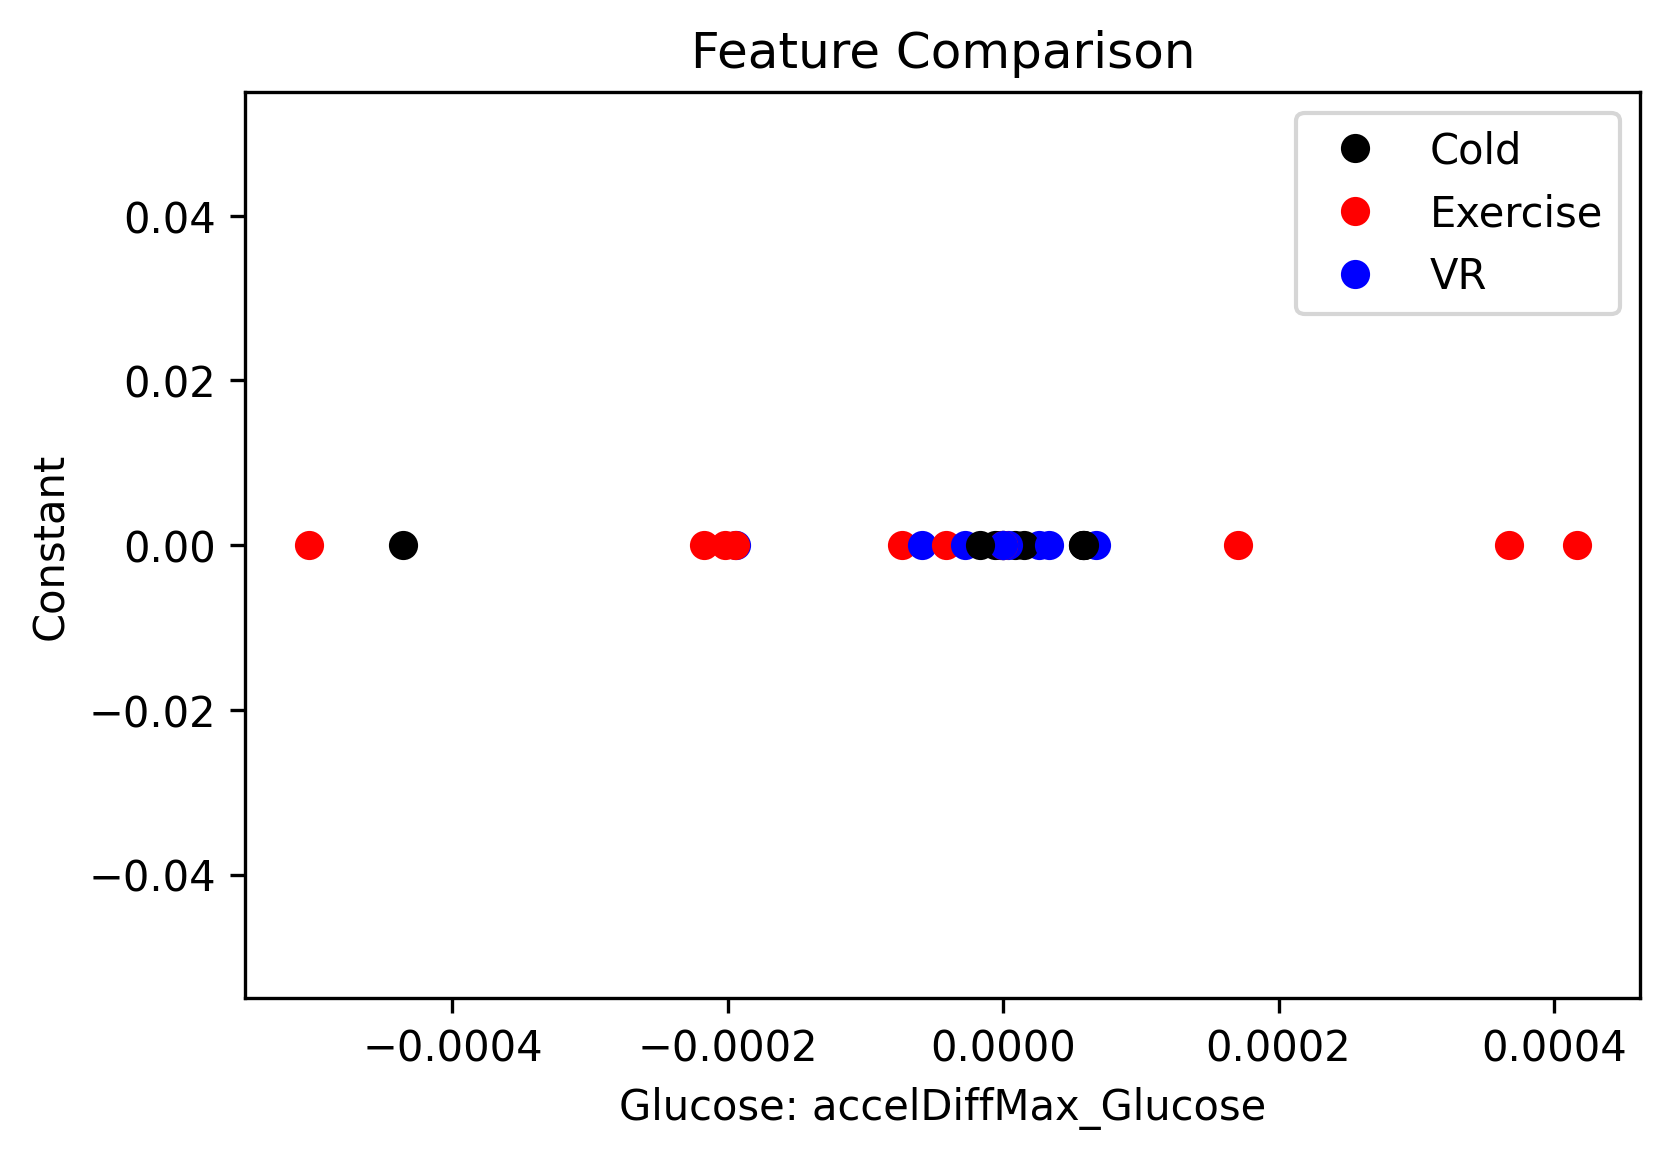 Feature Comparison
Cold
Exercise
VR
0.04
0.02
0.00
−0.02
−0.04
Constant
−0.0004 −0.0002 0.0000 0.0002 0.0004
Glucose: accelDiffMax_Glucose